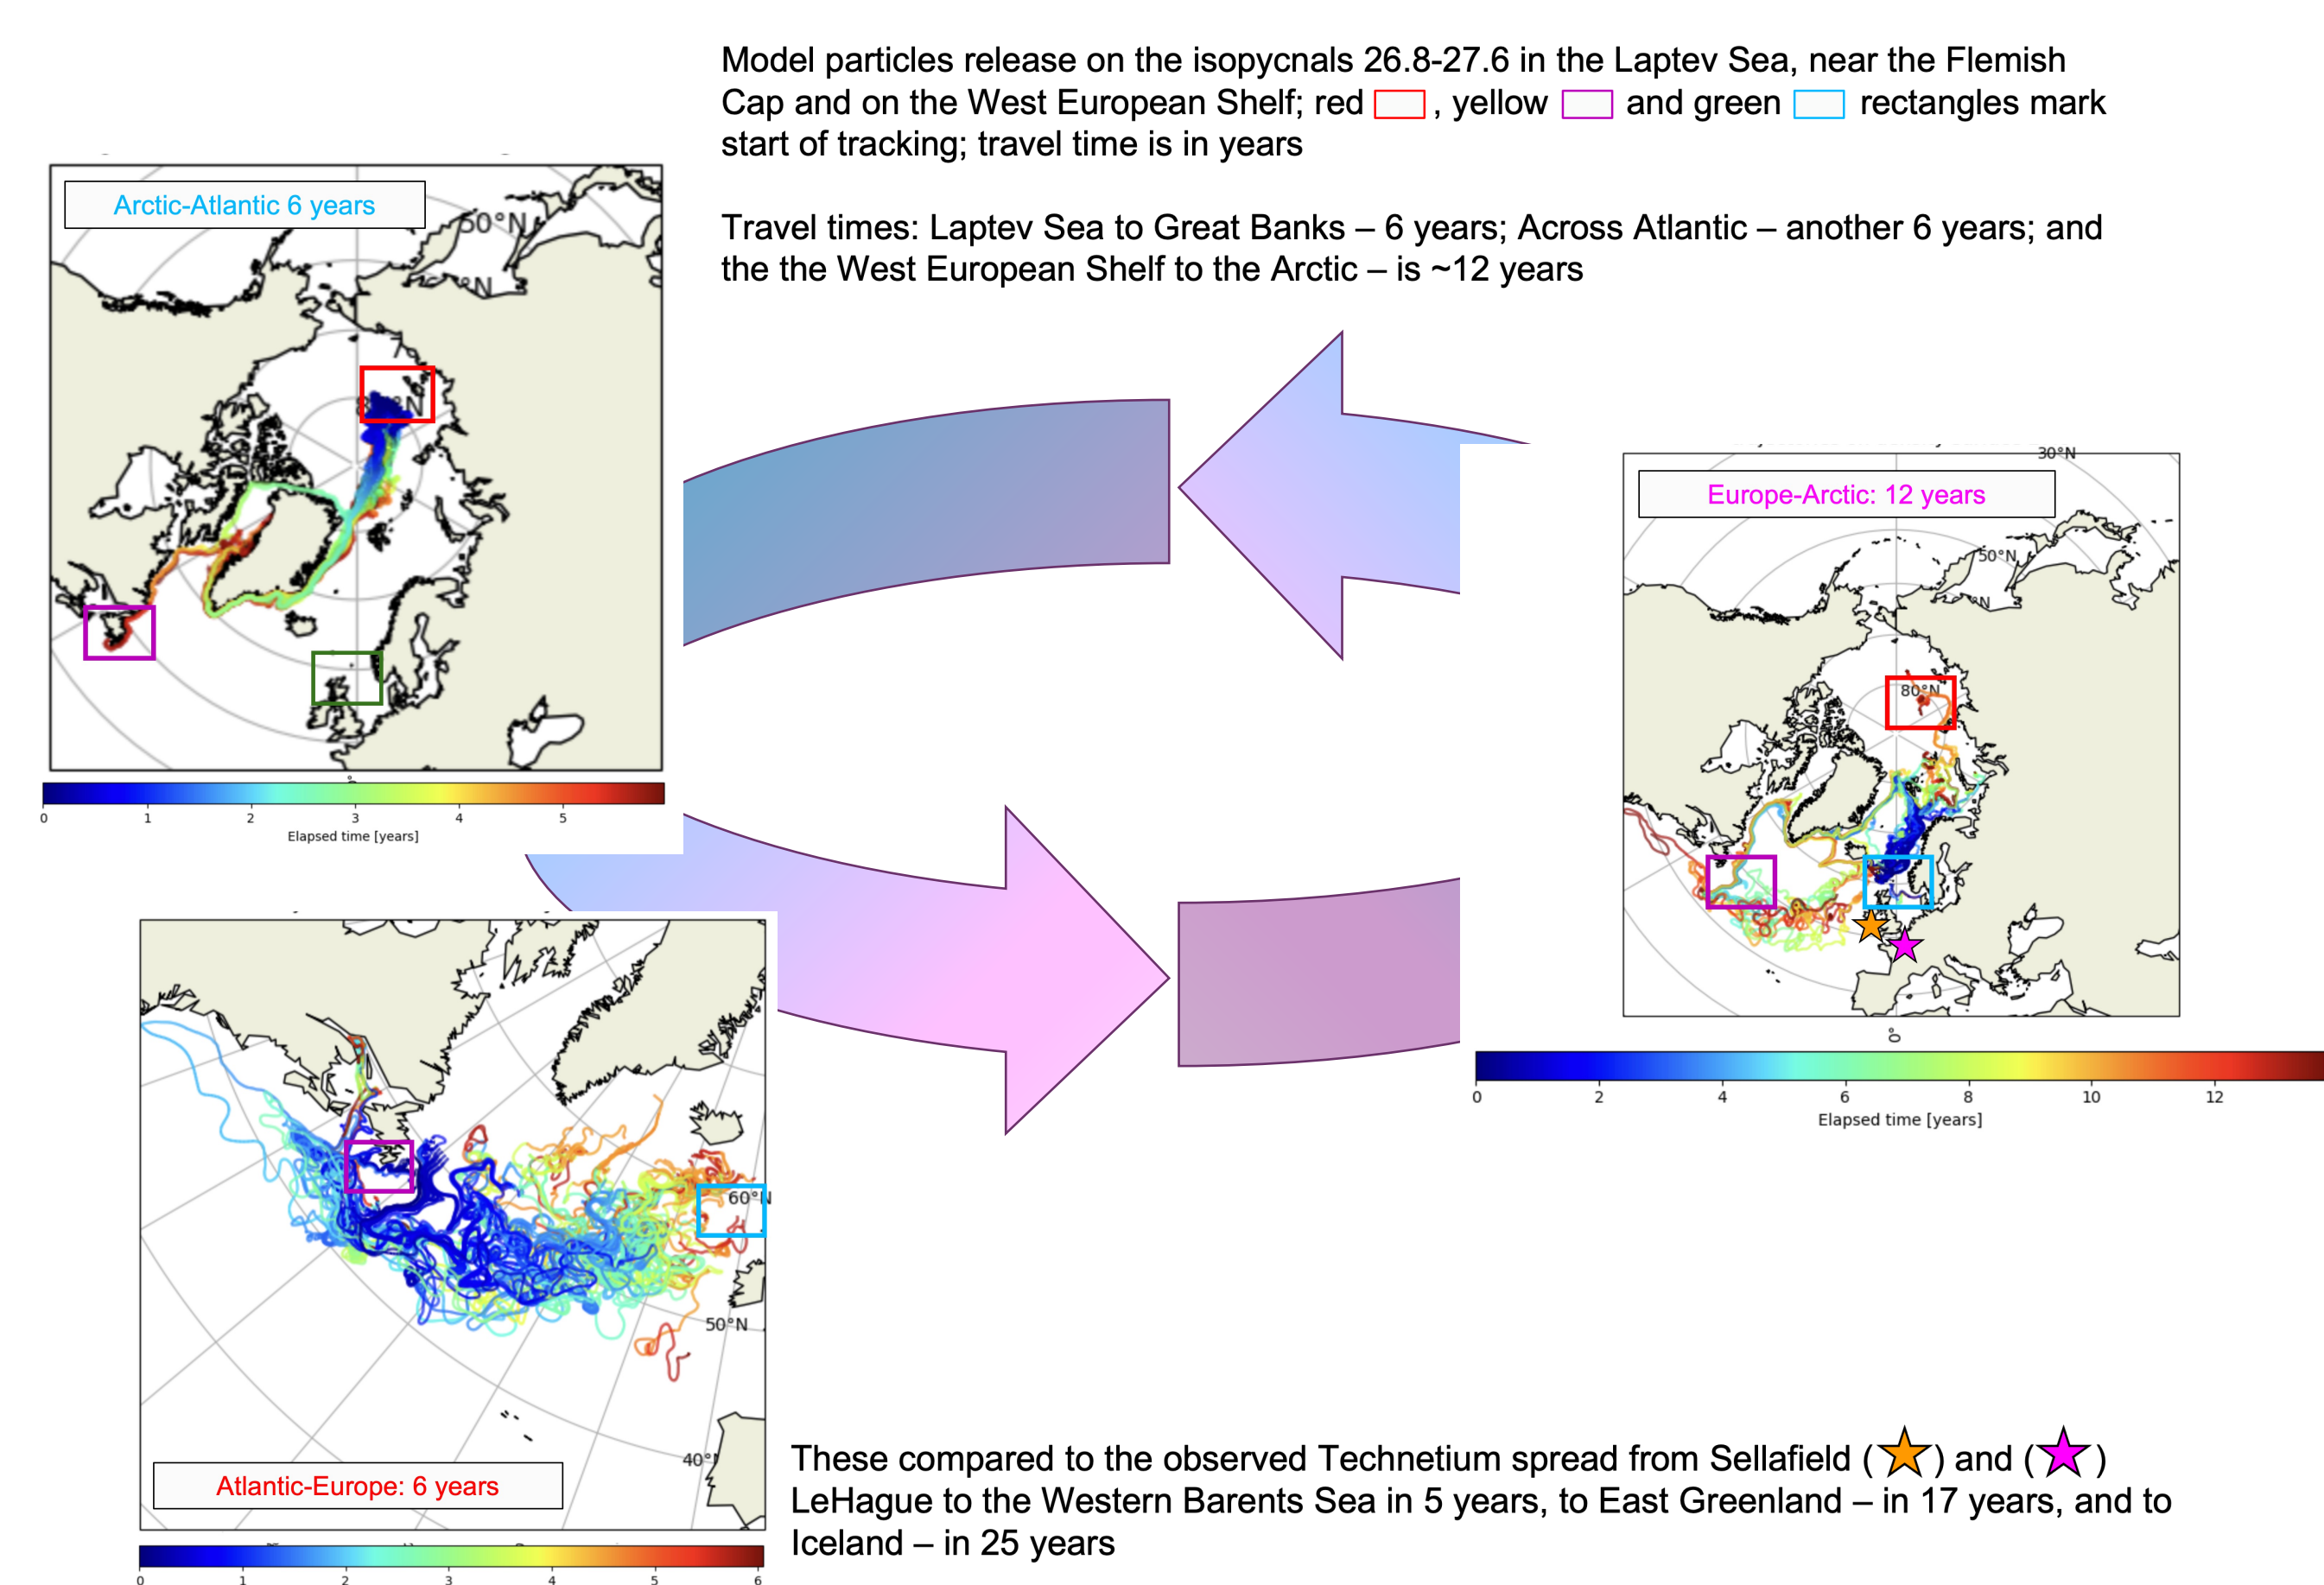 Model particles release on the isopycnals 26.8-27.6 in the Laptev Sea, near the Flemish
Cap and on the West European Shelf; red , yellow and green rectangles mark
start of tracking; travel time is in years
Travel times: Laptev Sea to Great Banks – 6 years; Across Atlantic – another 6 years; and
the the West European Shelf to the Arctic – is ~12 years
Arctic-Atlantic 6 years
50°N
°N
0 1 2 3 4 5
Elapsed time [years]
30°N
Europe-Arctic: 12 years
50°N
°N
80°N
0°
0 2 4 6 8 10 12
Elapsed time [years]
60°N
50°N
40°
Atlantic-Europe: 6 years
0 1 2 3 4 5 6
These compared to the observed Technetium spread from Sellafield ( ) and ( )
LeHague to the Western Barents Sea in 5 years, to East Greenland – in 17 years, and to
Iceland – in 25 years